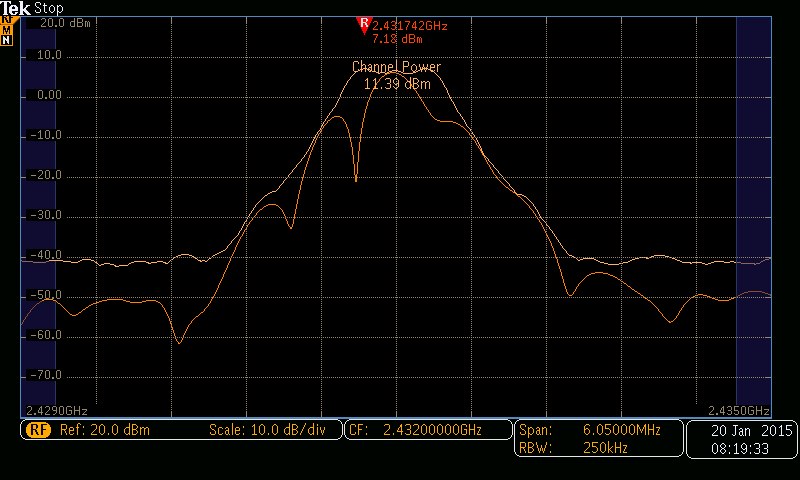 Tek Stop
R
M
N
20.0 dBm
R
2.431742GHz
7.18 dBm
10.0
Channel Power
11.39 dBm
0.00
-10.0
-20.0
-30.0
-40.0
-50.0
-60.0
-70.0
2.4290GHz
2.4350GHz
RF Ref: 20.0 dBm Scale: 10.0 dB/div
CF: 2.43200000GHz
Span: 6.05000MHz
RBW: 250kHz
20 Jan 2015
08:19:33